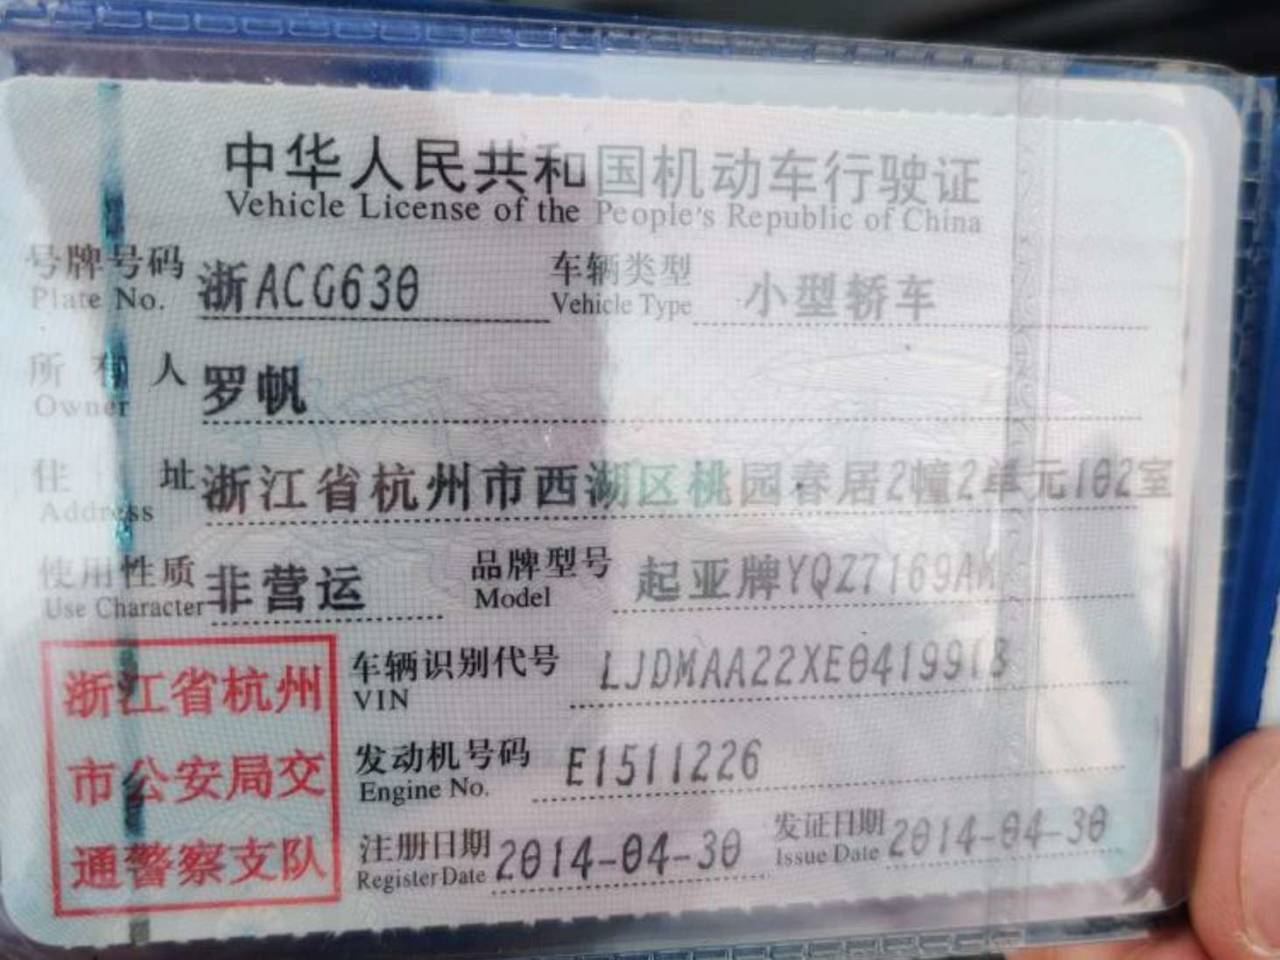 中华人民共和国机动车行驶证
Vehicle License of the People's Republic of China
号牌号码 浙ACG630 车辆类型 小型轿车
Plate No. Vehicle Type
所有人 罗帆
Owner
住址 浙江省杭州市西湖区桃园春居2幢2单元102室
Address
使用性质 非营运 品牌型号 起亚牌YQZ7169AM
Use Character Model
车辆识别代号 LJDMAA22XE0419913
VIN
发动机号码 E1511226
Engine No.
注册日期 2014-04-30 发证日期 2014-04-30
Register Date Issue Date
浙江省杭州
市公安局交
通警察支队